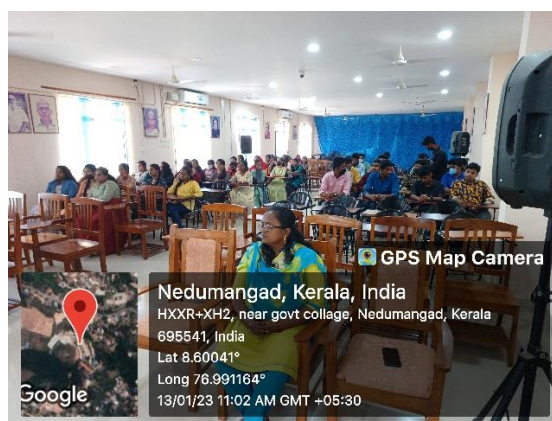 GPS Map Camera
Nedumangad, Kerala, India
HXXR+XH2, near govt collage, Nedumangad, Kerala
695541, India
Lat 8.60041°
Long 76.991164°
13/01/23 11:02 AM GMT +05:30
Google